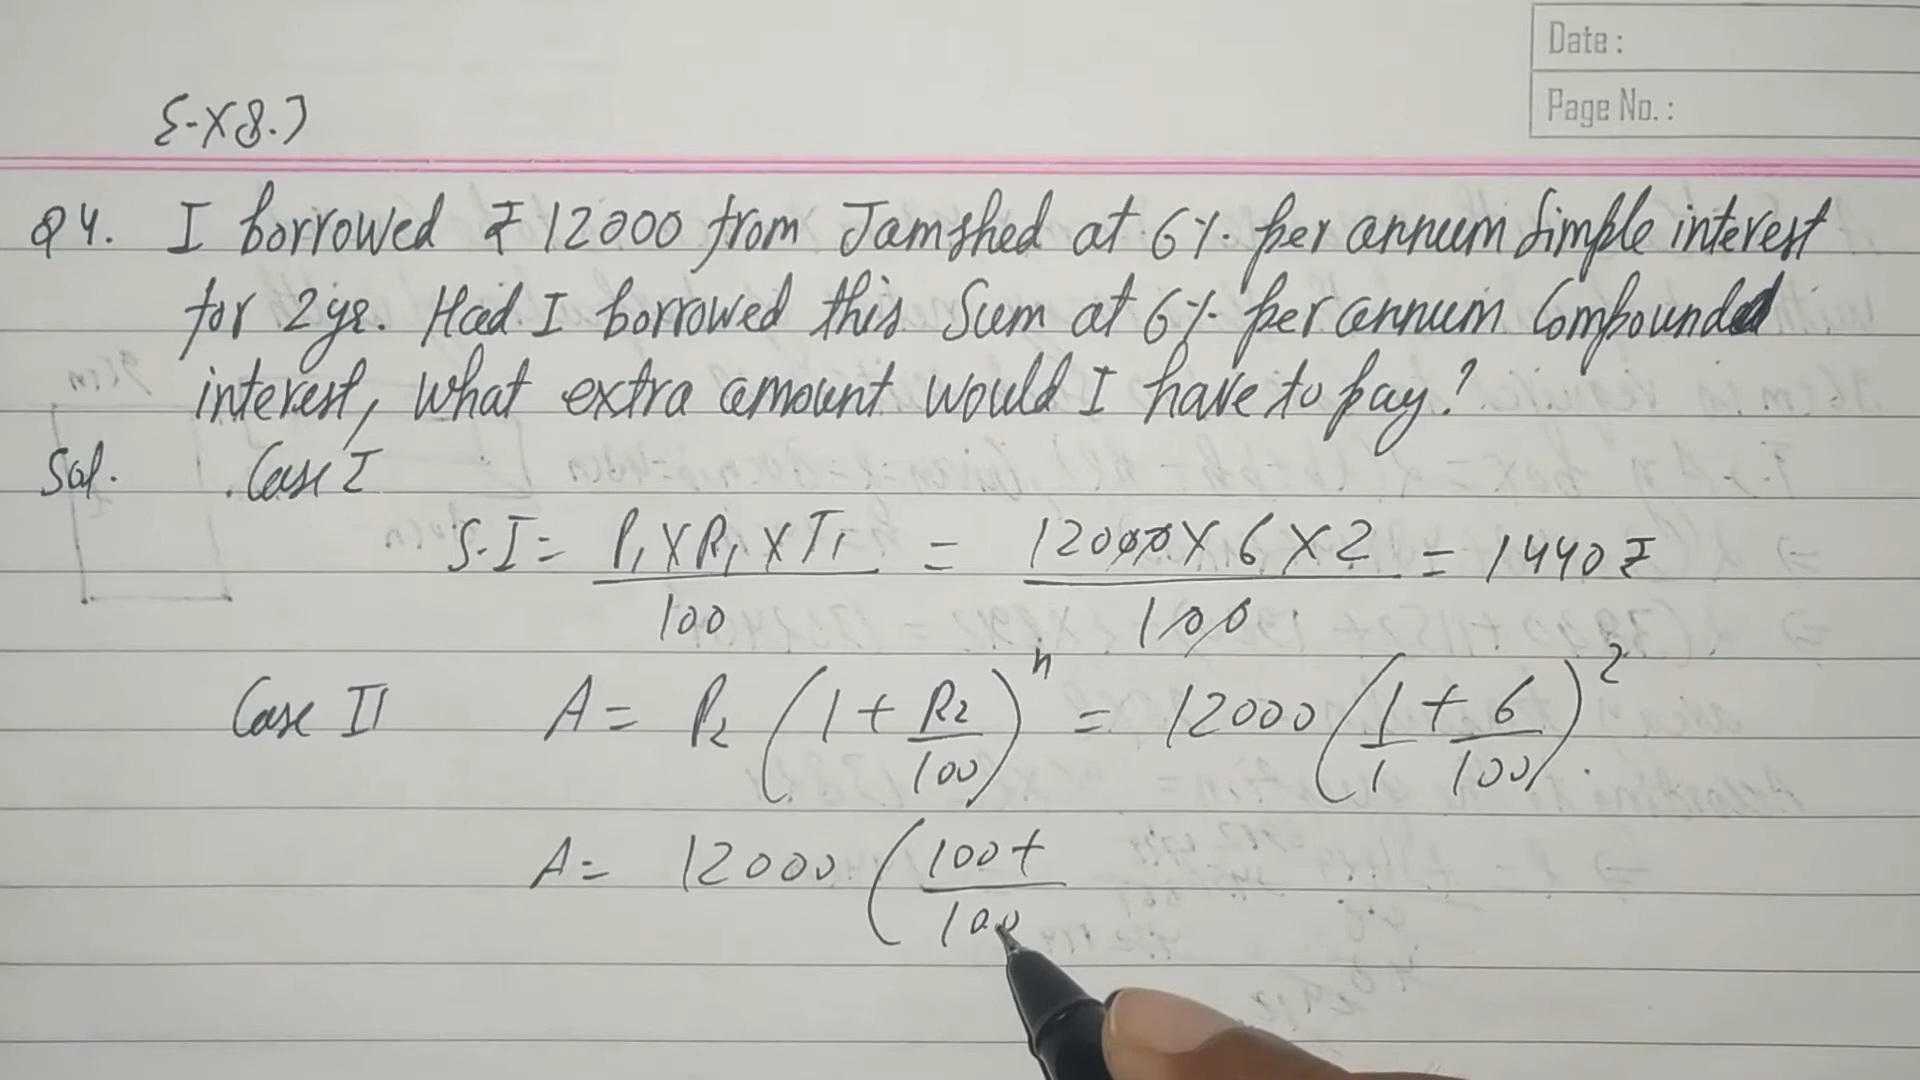 Date :
Page No. :
Ex 8.3
Q4. I borrowed ₹ 12000 from Jamshed at 6% per annum Simple interest
for 2 yr. Had I borrowed this Sum at 6% per annum Compounded
interest, What extra amount would I have to pay?
Sol. Case I
S.I = P₁ X R₁ X T₁ / 100 = 12000 X 6 X 2 / 100 = 1440 ₹
Case II A = P₂ (1 + R₂/100)ⁿ = 12000 (1/1 + 6/100)²
A = 12000 (100+ / 100